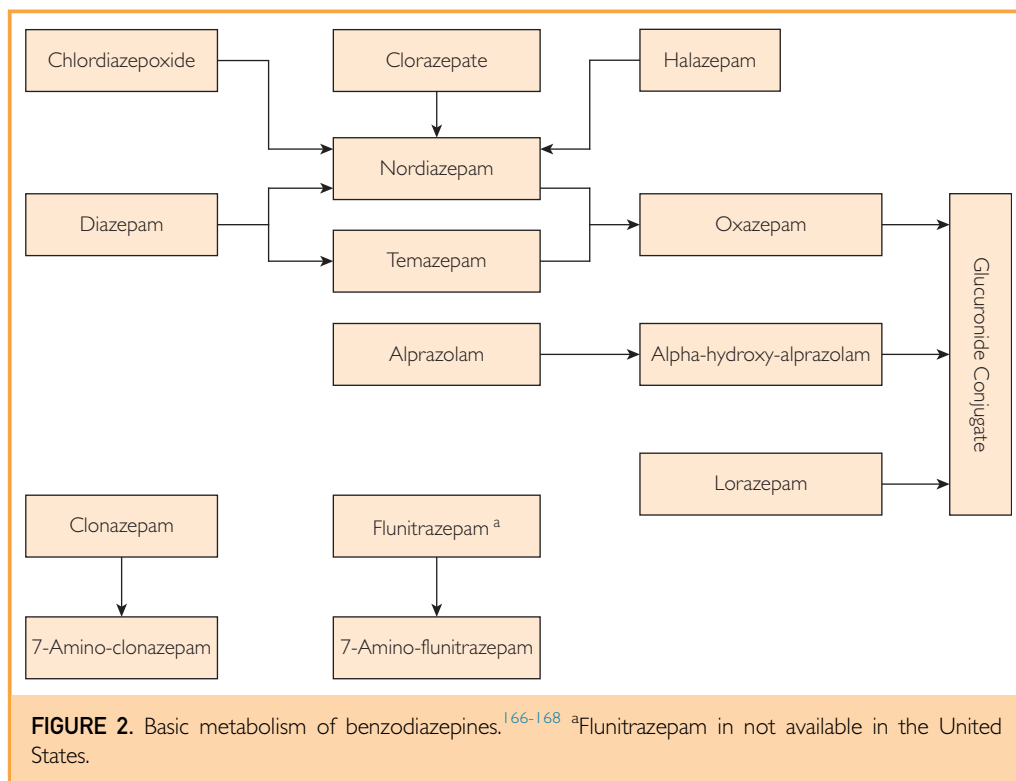 Chlordiazepoxide
Clorazepate
Halazepam
Nordiazepam
Diazepam
Oxazepam
Temazepam
Glucuronide Conjugate
Alprazolam
Alpha-hydroxy-alprazolam
Lorazepam
Clonazepam
Flunitrazepam a
7-Amino-clonazepam
7-Amino-flunitrazepam
FIGURE 2. Basic metabolism of benzodiazepines.166-168 aFlunitrazepam in not available in the United
States.